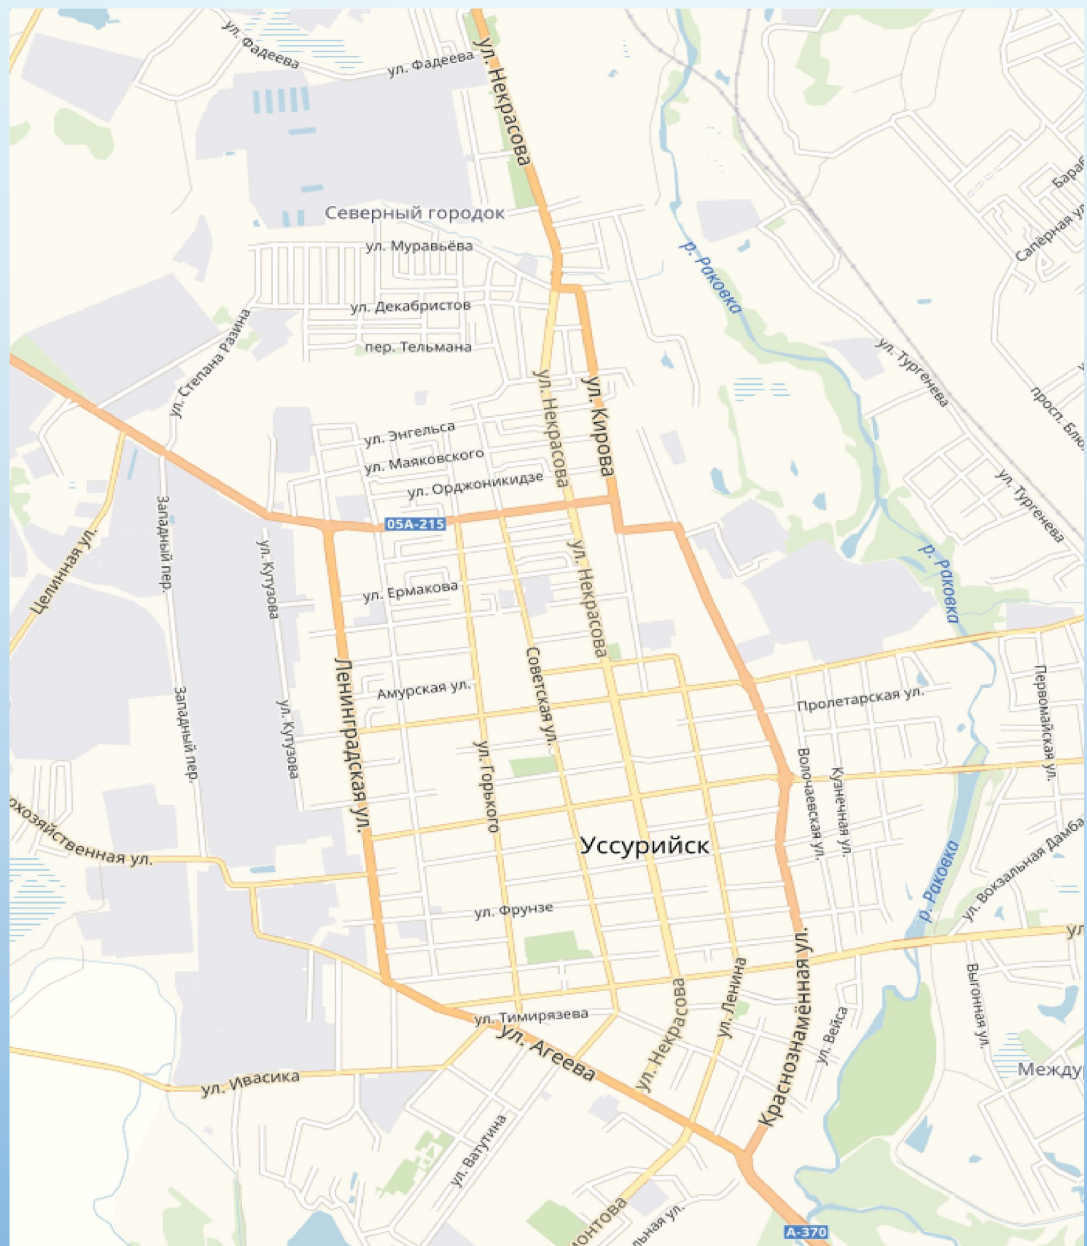 ул. Фадеева
ул. Фадеева
ул. Некрасова
Северный городок
ул. Муравьёва
р. Раковка
Сапёрная
ул. Декабристов
пер. Тельмана
ул. Степана Разина
ул. Тургенева
просп.
ул. Некрасова
ул. Кирова
ул. Энгельса
ул. Маяковского
ул. Орджоникидзе
ул. Тургенева
05А-215
Западный пер.
Целинная ул.
ул. Кутузова
ул. Ермакова
ул. Некрасова
р. Раковка
Ленинградская ул.
Амурская ул.
Советская ул.
Пролетарская ул.
Первомайская ул.
Западный пер.
ул. Кутузова
ул. Горького
Волочаевская ул.
Кузнечная ул.
Уссурийск
ул. Вокзальная Дамба
р. Раковка
ул. Фрунзе
Краснознамённая ул.
Выгонная ул.
ул. Некрасова
ул. Ленина
ул. Тимирязева
ул. Агеева
ул. Вейса
ул. Ивасика
ул. Ватутина
А-370